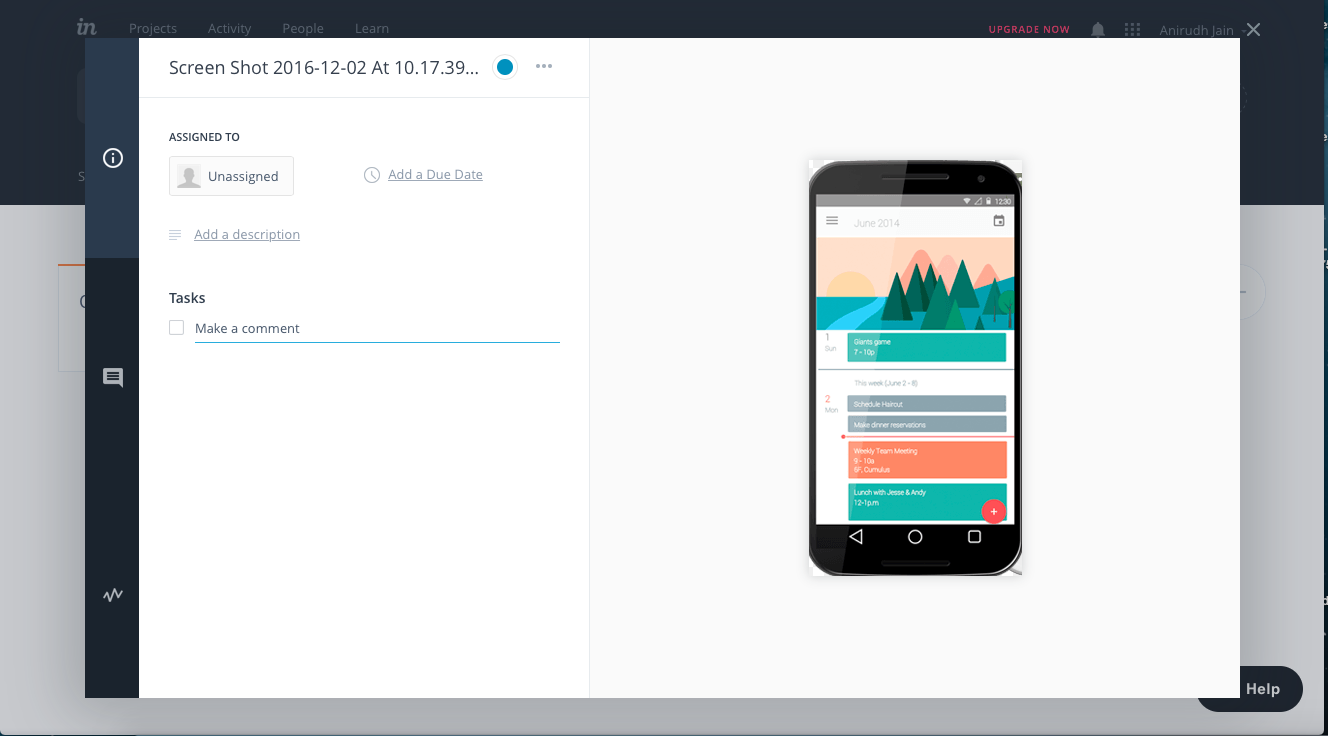 in Projects Activity People Learn UPGRADE NOW Anirudh Jain
Screen Shot 2016-12-02 At 10.17.39...
ASSIGNED TO
Unassigned
Add a Due Date
Add a description
Tasks
Make a comment
12:30
June 2014
1
Sun
Giants game
7 - 10p
This week (June 2 - 8)
2
Mon
Schedule Haircut
Make dinner reservations
Weekly Team Meeting
9 - 10a
SF, Cumulus
Lunch with Jesse & Andy
12-1p.m
+
Help